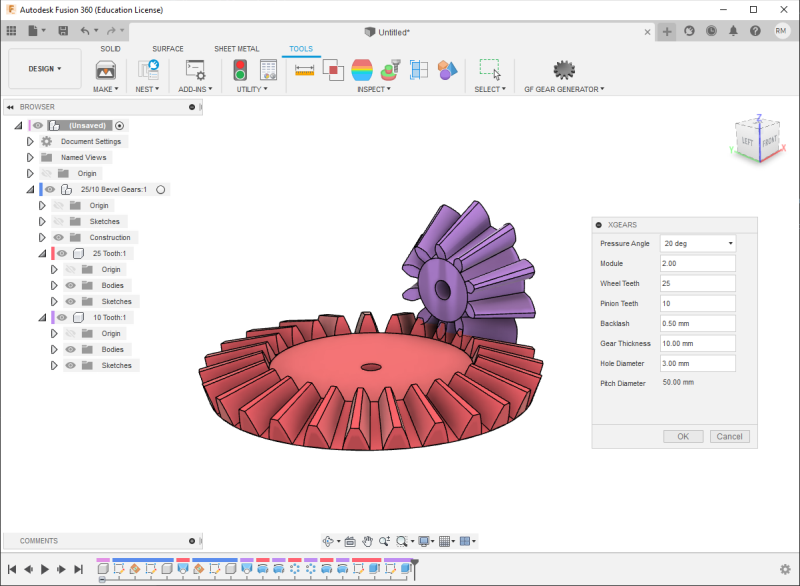 Autodesk Fusion 360 (Education License)
Untitled*
RM
SOLID SURFACE SHEET METAL TOOLS
DESIGN
MAKE NEST ADD-INS UTILITY INSPECT SELECT GF GEAR GENERATOR
BROWSER
(Unsaved)
Document Settings
Named Views
Origin
25/10 Bevel Gears:1
Origin
Sketches
Construction
25 Tooth:1
Origin
Bodies
Sketches
10 Tooth:1
Origin
Bodies
Sketches
Z
LEFT FRONT
Y X
XGEARS
Pressure Angle 20 deg
Module 2.00
Wheel Teeth 25
Pinion Teeth 10
Backlash 0.50 mm
Gear Thickness 10.00 mm
Hole Diameter 3.00 mm
Pitch Diameter 50.00 mm
OK Cancel
COMMENTS